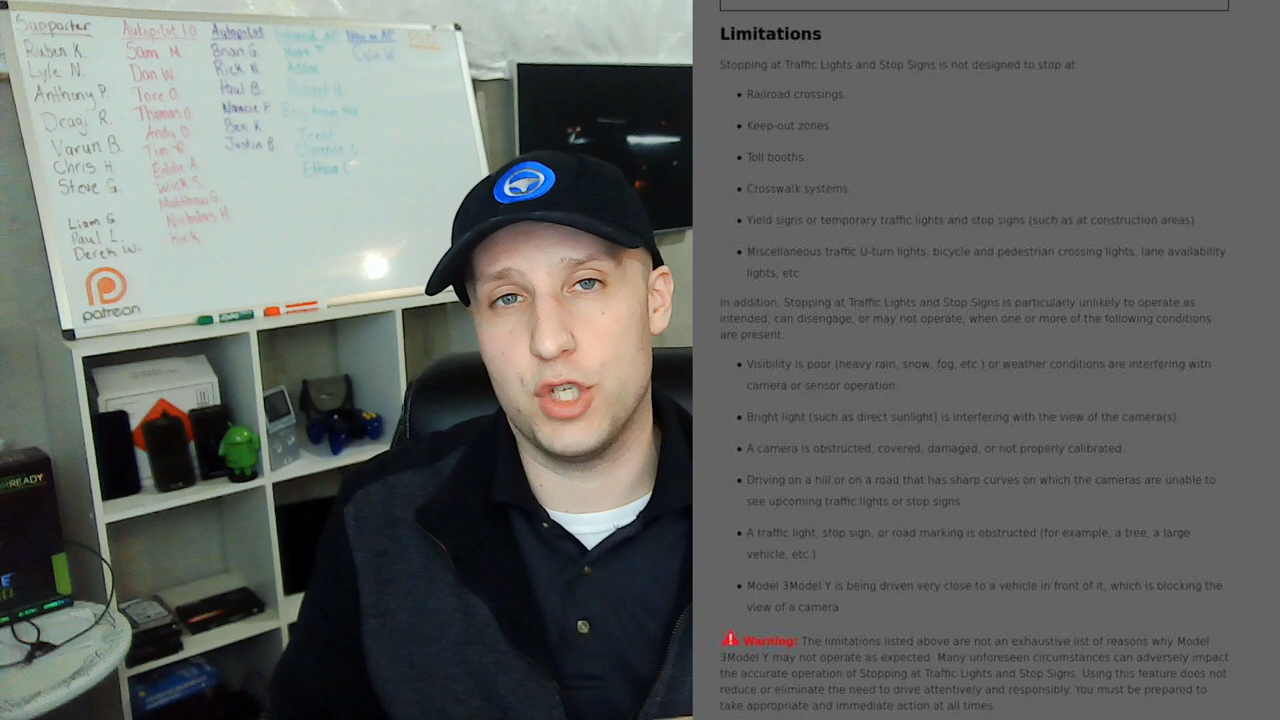 Supporter
Ruben K.
Lyle N.
Anthony P.
Dragi R.
Varun B.
Chris H
Steve G.
Liam G
Paul L.
Derek W.
patreon
Autopilot 1.0
Sam N.
Dan W
Tore O.
Thomas
Andy D
Tim R
Eddie A.
Wick S.
Matthew G.
Nicholas H.
Kirk
Autopilot
Brian G.
Rick N.
Paul B.
Nancie P.
Ben K.
Justin B.
Matt T
Adam
Robert H.
Trent
Clarence C
Ethan C
Colin W
READY
Limitations
Stopping at Traffic Lights and Stop Signs is not designed to stop at:
• Railroad crossings.
• Keep-out zones.
• Toll booths.
• Crosswalk systems.
• Yield signs or temporary traffic lights and stop signs (such as at construction areas)
• Miscellaneous traffic U-turn lights, bicycle and pedestrian crossing lights, lane availability
lights, etc
In addition, Stopping at Traffic Lights and Stop Signs is particularly unlikely to operate as
intended, can disengage, or may not operate, when one or more of the following conditions
are present:
• Visibility is poor (heavy rain, snow, fog, etc.) or weather conditions are interfering with
camera or sensor operation.
• Bright light (such as direct sunlight) is interfering with the view of the camera(s).
• A camera is obstructed, covered, damaged, or not properly calibrated.
• Driving on a hill or on a road that has sharp curves on which the cameras are unable to
see upcoming traffic lights or stop signs
• A traffic light, stop sign, or road marking is obstructed (for example, a tree, a large
vehicle, etc.)
• Model 3Model Y is being driven very close to a vehicle in front of it, which is blocking the
view of a camera.
Warning: The limitations listed above are not an exhaustive list of reasons why Model
3Model Y may not operate as expected. Many unforeseen circumstances can adversely impact
the accurate operation of Stopping at Traffic Lights and Stop Signs. Using this feature does not
reduce or eliminate the need to drive attentively and responsibly. You must be prepared to
take appropriate and immediate action at all times.